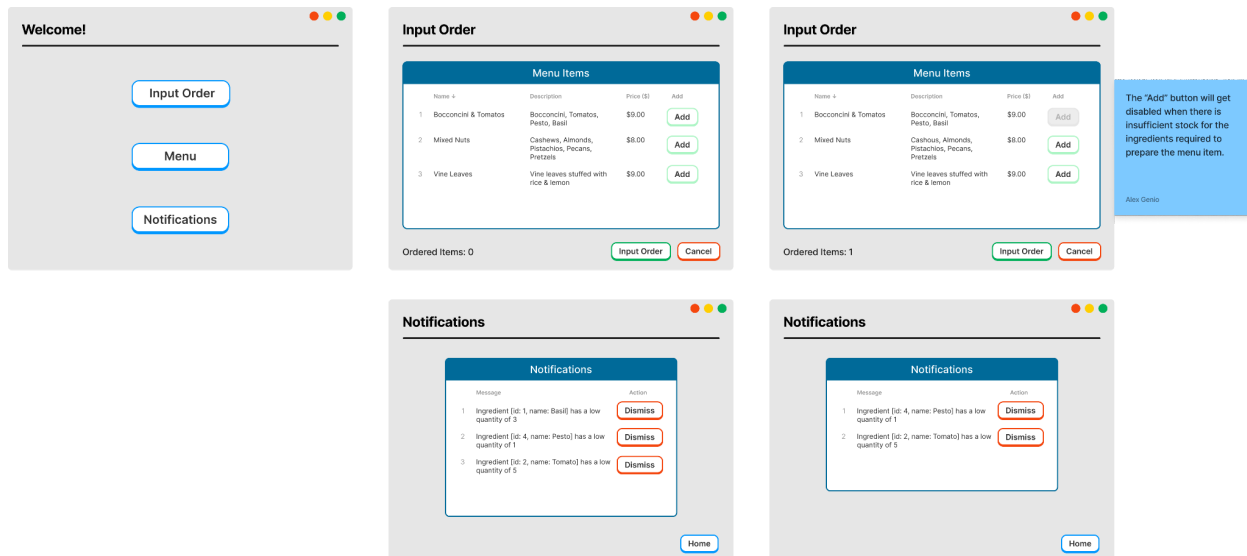 Welcome!
Input Order
Menu
Notifications
Input Order
Menu Items
Name ↓ Description Price ($) Add
1 Bocconcini & Tomatos Bocconcini, Tomatos, $9.00 Add
Pesto, Basil
2 Mixed Nuts Cashews, Almonds, $8.00 Add
Pistachios, Pecans,
Pretzels
3 Vine Leaves Vine leaves stuffed with $9.00 Add
rice & lemon
Ordered Items: 0 Input Order Cancel
Input Order
Menu Items
Name ↓ Description Price ($) Add
1 Bocconcini & Tomatos Bocconcini, Tomatos, $9.00 Add
Pesto, Basil
2 Mixed Nuts Cashous, Almonds, $8.00 Add
Pistachios, Pecans,
Pretzels
3 Vine Leaves Vine leaves stuffed with $9.00 Add
rice & lemon
Ordered Items: 1 Input Order Cancel
The “Add” button will get
disabled when there is
insufficient stock for the
ingredients required to
prepare the menu item.
Alex Genio
Notifications
Notifications
Message Action
1 Ingredient [id: 1, name: Basil] has a low Dismiss
quantity of 3
2 Ingredient [id: 4, name: Pesto] has a low Dismiss
quantity of 1
3 Ingredient [id: 2, name: Tomato] has a low Dismiss
quantity of 5
Home
Notifications
Notifications
Message Action
1 Ingredient [id: 4, name: Pesto] has a low Dismiss
quantity of 1
2 Ingredient [id: 2, name: Tomato] has a low Dismiss
quantity of 5
Home